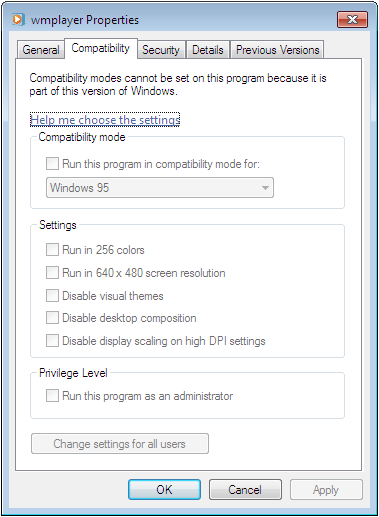 wmplayer Properties
General Compatibility Security Details Previous Versions
Compatibility modes cannot be set on this program because it is
part of this version of Windows.
Help me choose the settings
Compatibility mode
Run this program in compatibility mode for:
Windows 95
Settings
Run in 256 colors
Run in 640 x 480 screen resolution
Disable visual themes
Disable desktop composition
Disable display scaling on high DPI settings
Privilege Level
Run this program as an administrator
Change settings for all users
OK Cancel Apply